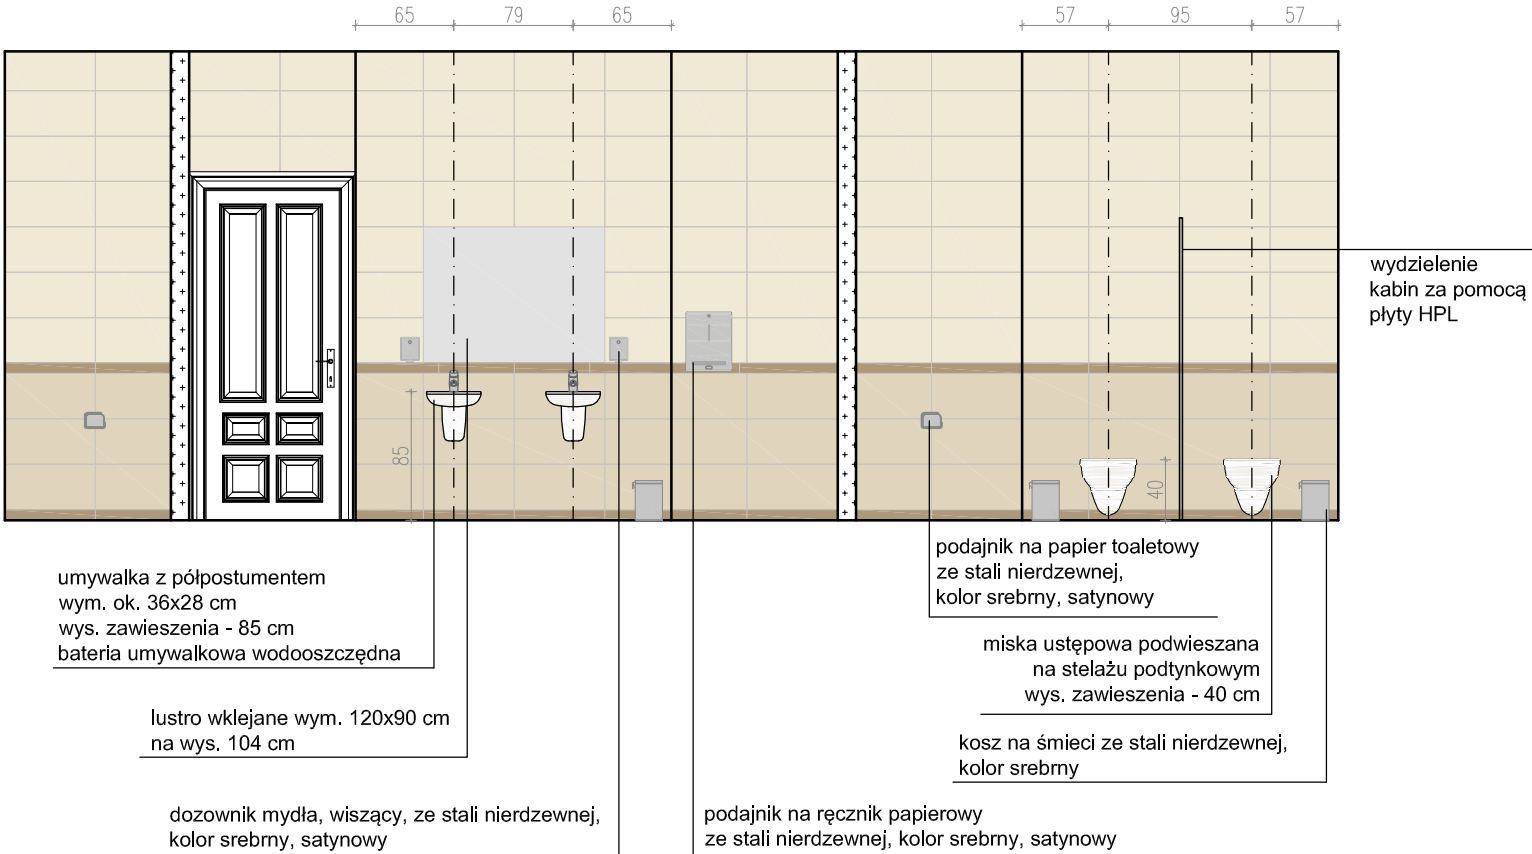 65 79 65 57 95 57
wydzielenie
kabin za pomocą
płyty HPL
85
40
umywalka z półpostumentem
wym. ok. 36x28 cm
wys. zawieszenia - 85 cm
bateria umywalkowa wodooszczędna
podajnik na papier toaletowy
ze stali nierdzewnej,
kolor srebrny, satynowy
miska ustępowa podwieszana
na stelażu podtynkowym
wys. zawieszenia - 40 cm
lustro wklejane wym. 120x90 cm
na wys. 104 cm
kosz na śmieci ze stali nierdzewnej,
kolor srebrny
dozownik mydła, wiszący, ze stali nierdzewnej,
kolor srebrny, satynowy
podajnik na ręcznik papierowy
ze stali nierdzewnej, kolor srebrny, satynowy